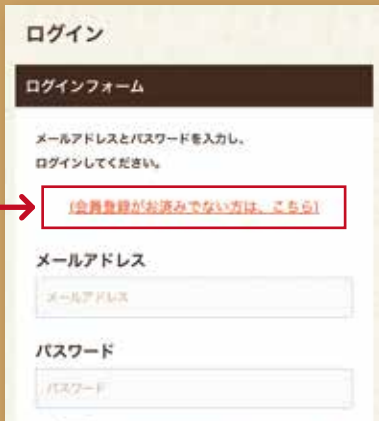 ログイン
ログインフォーム
メールアドレスとパスワードを入力し、
ログインしてください。
[会員登録がお済みでない方は、こちら]
メールアドレス
メールアドレス
パスワード
パスワード